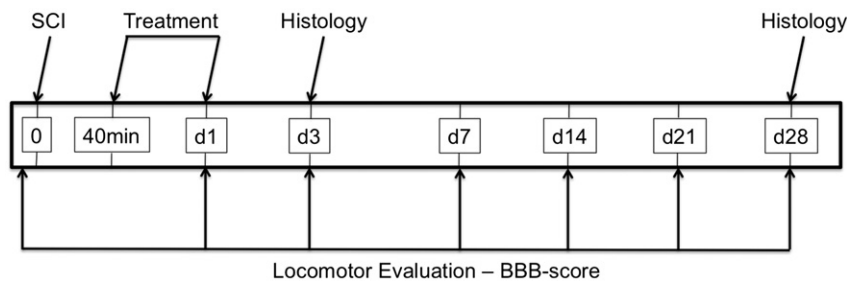 SCI Treatment Histology Histology
0 40min d1 d3 d7 d14 d21 d28
Locomotor Evaluation – BBB-score